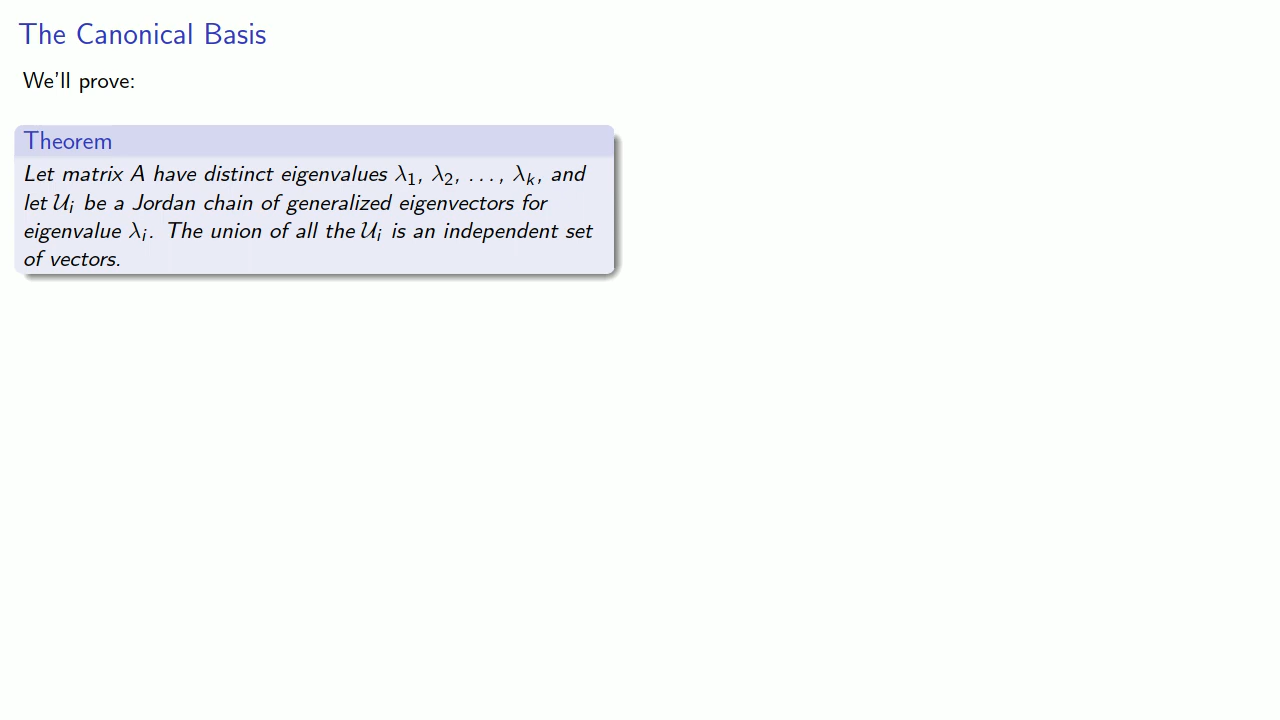 The Canonical Basis
We'll prove:
Theorem
Let matrix A have distinct eigenvalues λ₁, λ₂, ..., λₖ, and
let 𝒰ᵢ be a Jordan chain of generalized eigenvectors for
eigenvalue λᵢ. The union of all the 𝒰ᵢ is an independent set
of vectors.